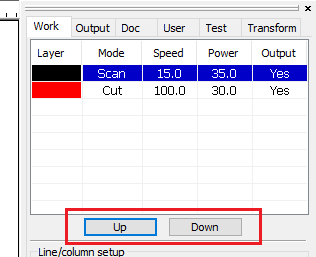 Work Output Doc User Test Transform
Layer Mode Speed Power Output
Scan 15.0 35.0 Yes
Cut 100.0 30.0 Yes
Up Down
Line/column setup